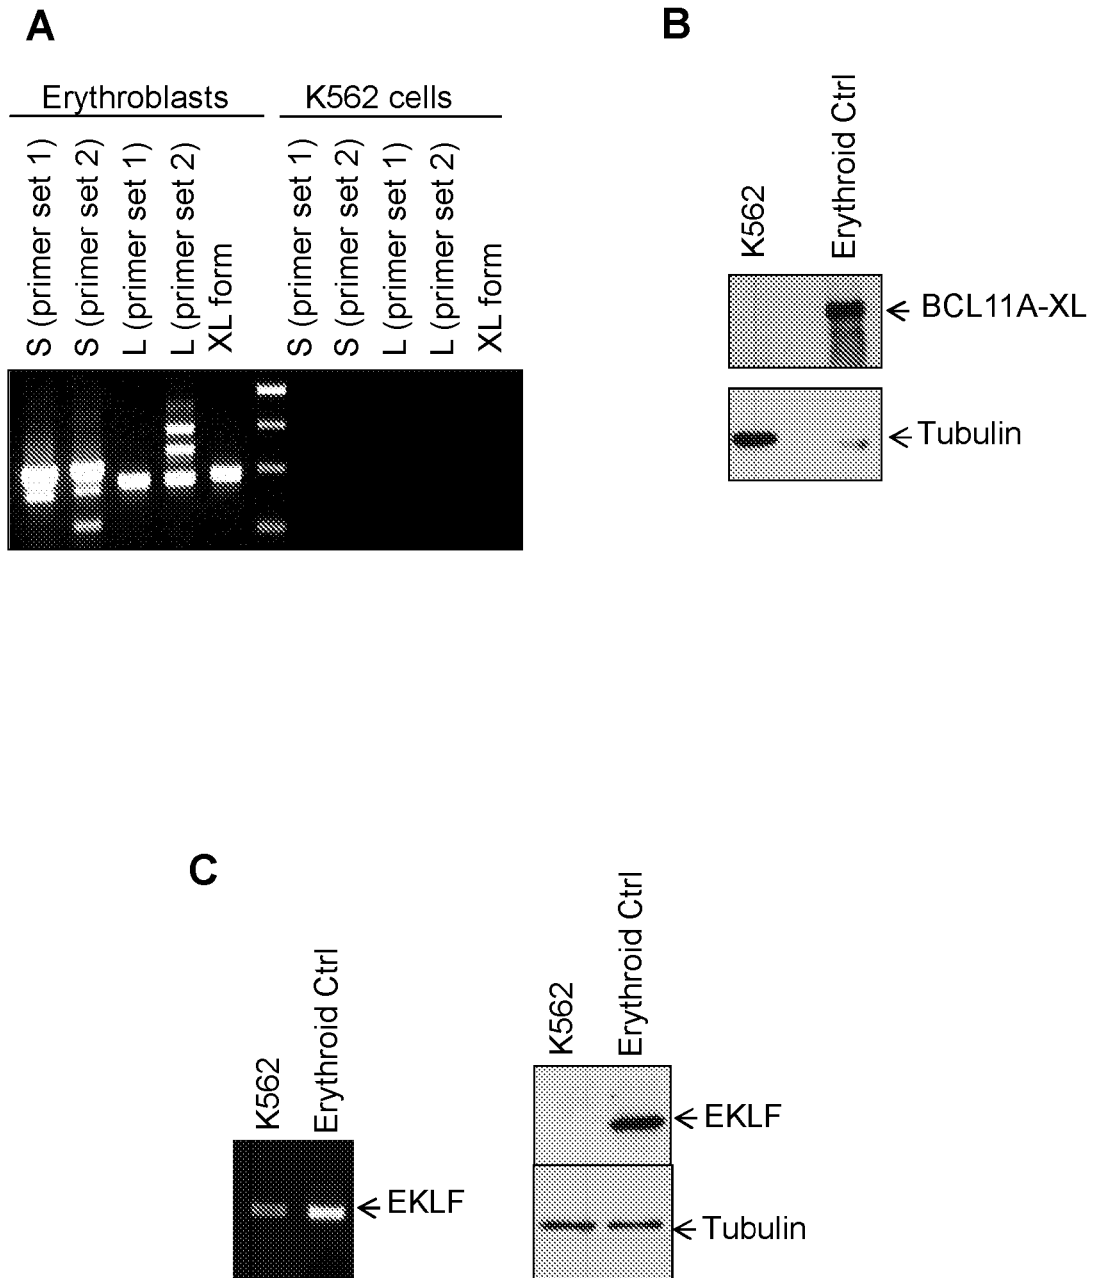 A
Erythroblasts
K562 cells
S (primer set 1)
S (primer set 2)
L (primer set 1)
L (primer set 2)
XL form
S (primer set 1)
S (primer set 2)
L (primer set 1)
L (primer set 2)
XL form
B
K562
Erythroid Ctrl
BCL11A-XL
Tubulin
C
K562
Erythroid Ctrl
EKLF
K562
Erythroid Ctrl
EKLF
Tubulin